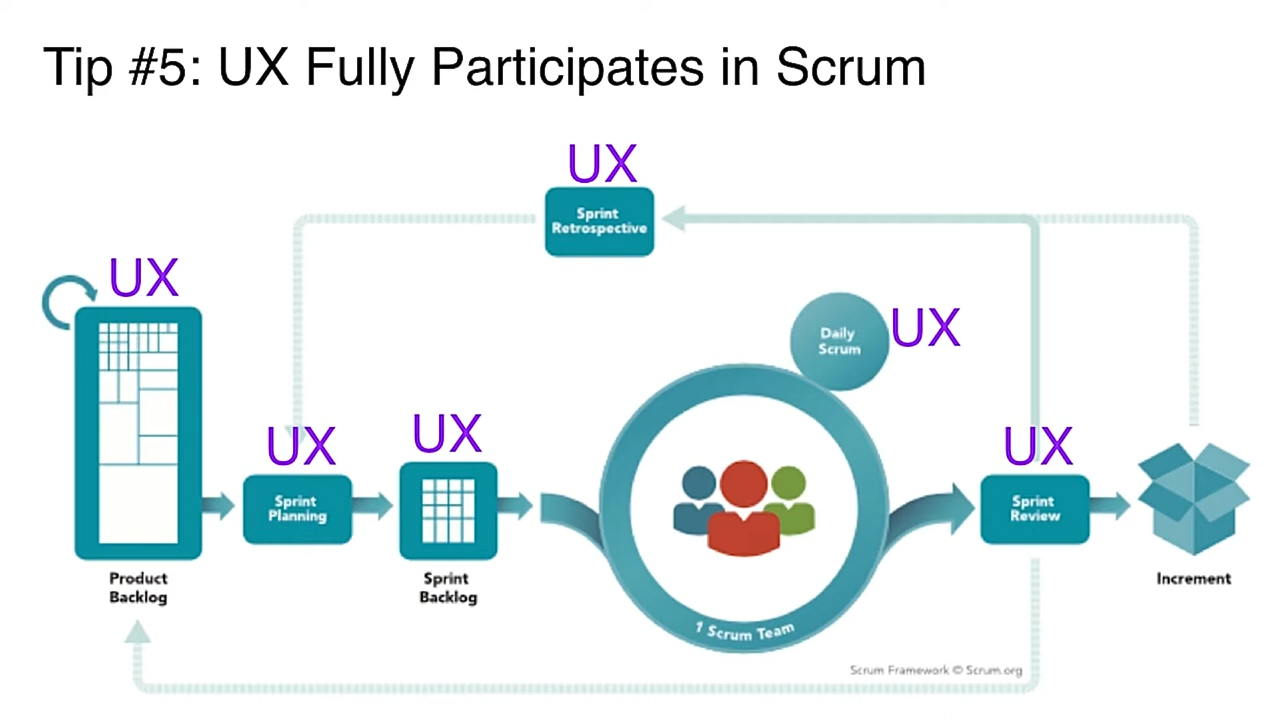 Tip #5: UX Fully Participates in Scrum
UX
Sprint
Retrospective
UX
Daily
Scrum
UX
UX
UX
UX
Sprint
Planning
Sprint
Review
Product
Backlog
Sprint
Backlog
Increment
1 Scrum Team
Scrum Framework © Scrum.org